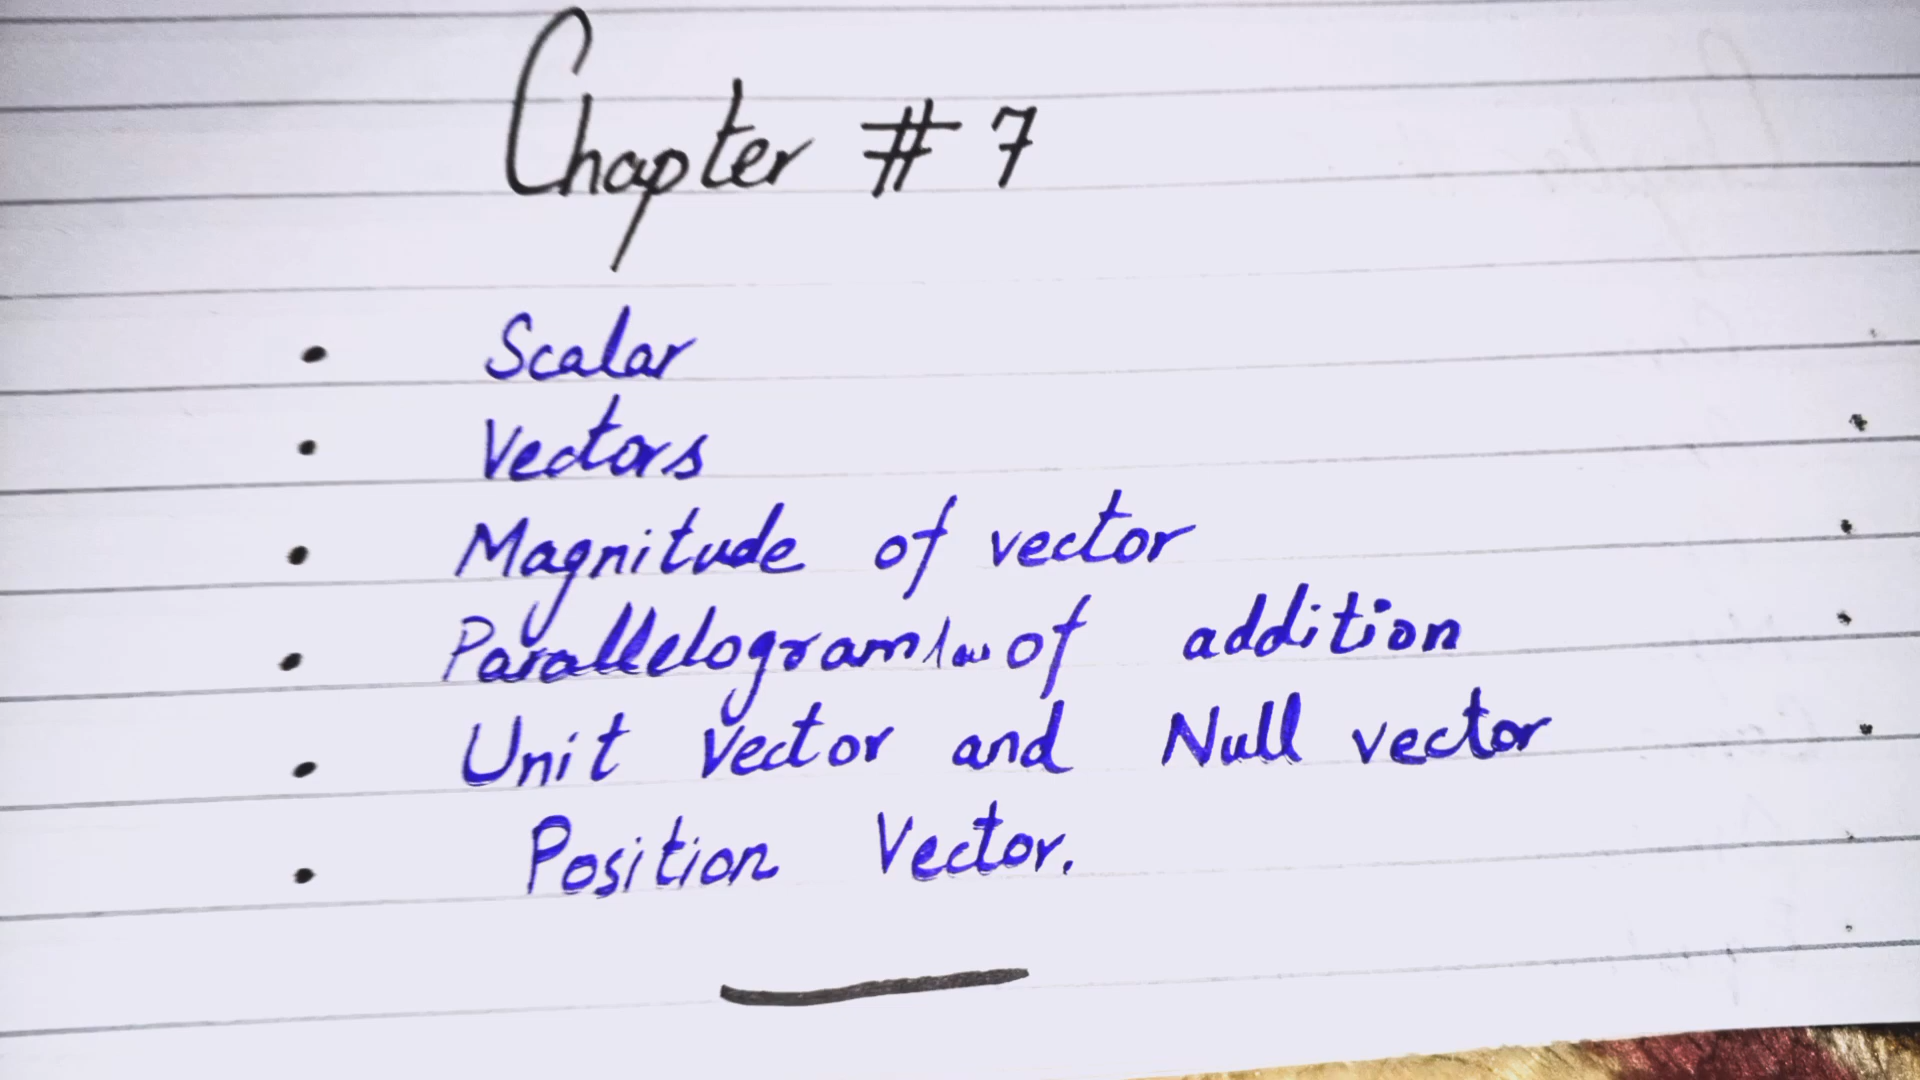 Chapter # 7
• Scalar
• Vectors
• Magnitude of vector
• Parallelogram law of addition
• Unit Vector and Null vector
• Position Vector.